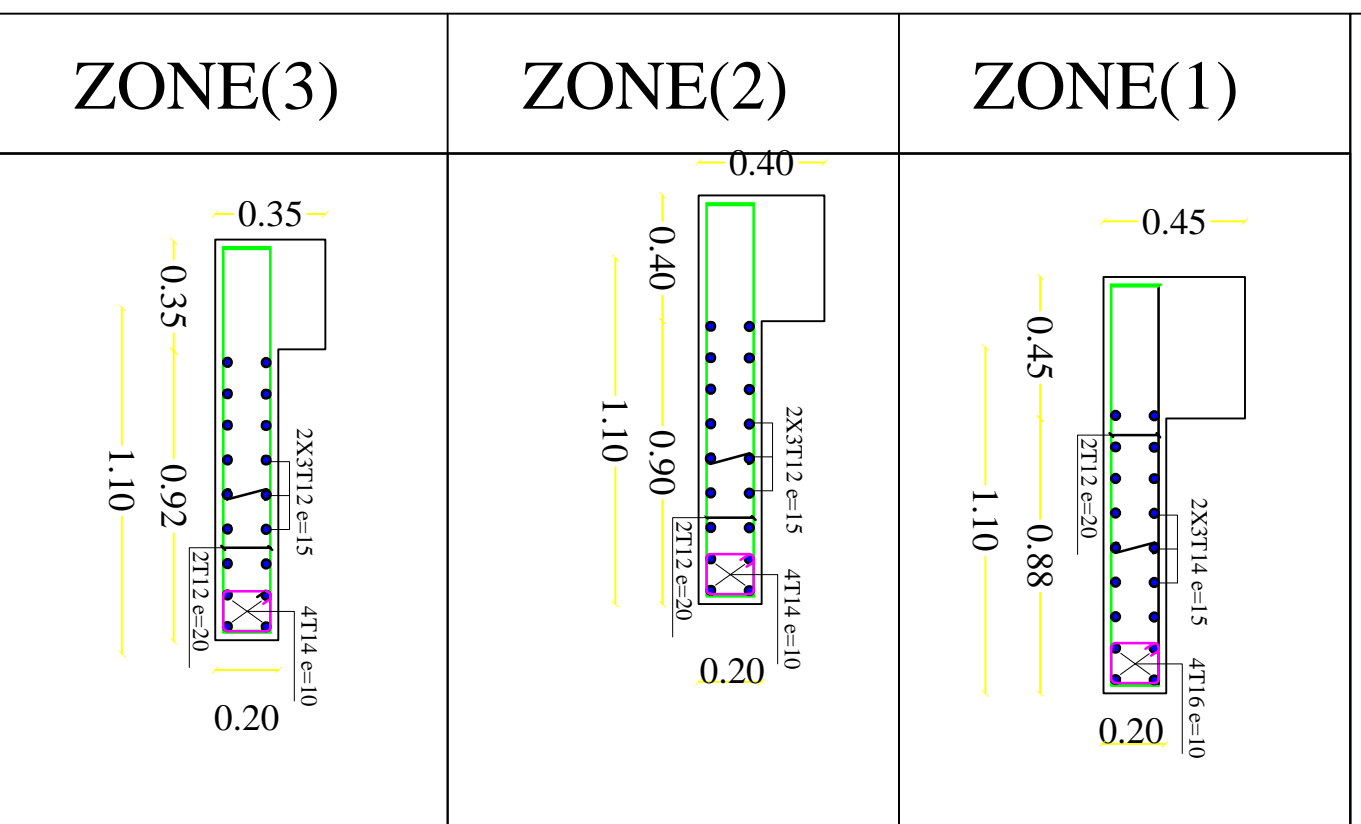 ZONE(3)
ZONE(2)
ZONE(1)
0.35
0.35
0.92
1.10
2X3T12 e=15
2T12 e=20
4T14 e=10
0.20
0.40
0.40
0.90
1.10
2X3T12 e=15
2T12 e=20
4T14 e=10
0.20
0.45
0.45
0.88
1.10
2T12 e=20
2X3T14 e=15
4T16 e=10
0.20